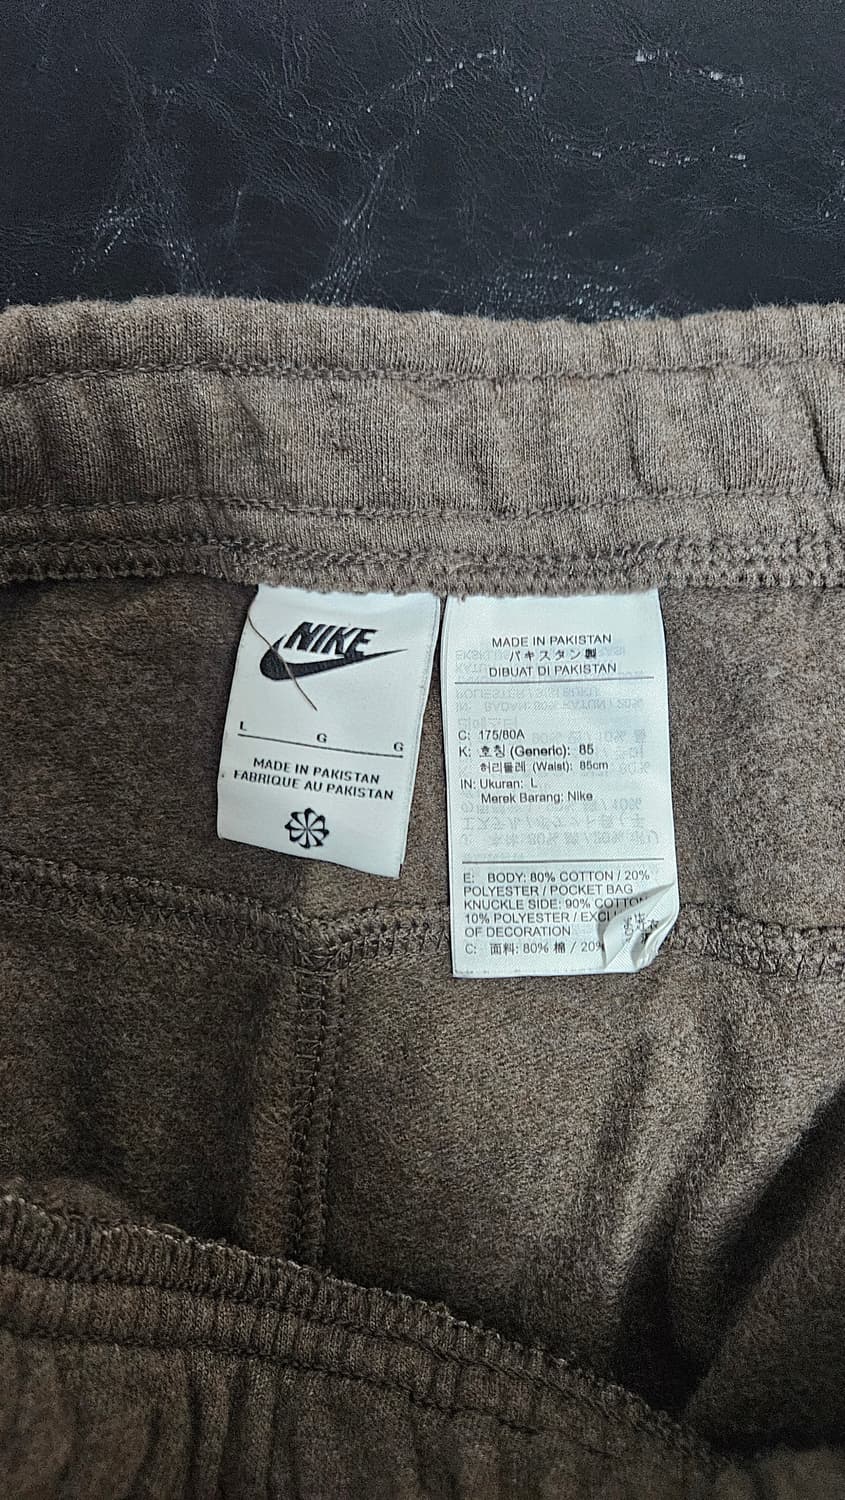 NIKE
L
G
G
MADE IN PAKISTAN
FABRIQUE AU PAKISTAN
MADE IN PAKISTAN
パキスタン製
DIBUAT DI PAKISTAN
C: 175/80A
K: 호칭 (Generic): 85
허리둘레 (Waist): 85cm
IN: Ukuran: L
Merek Barang: Nike
E: BODY: 80% COTTON / 20%
POLYESTER / POCKET BAG
KNUCKLE SIDE: 90% COTTON
10% POLYESTER /
OF DECORATION
C: 面料: 80% 棉 / 20%